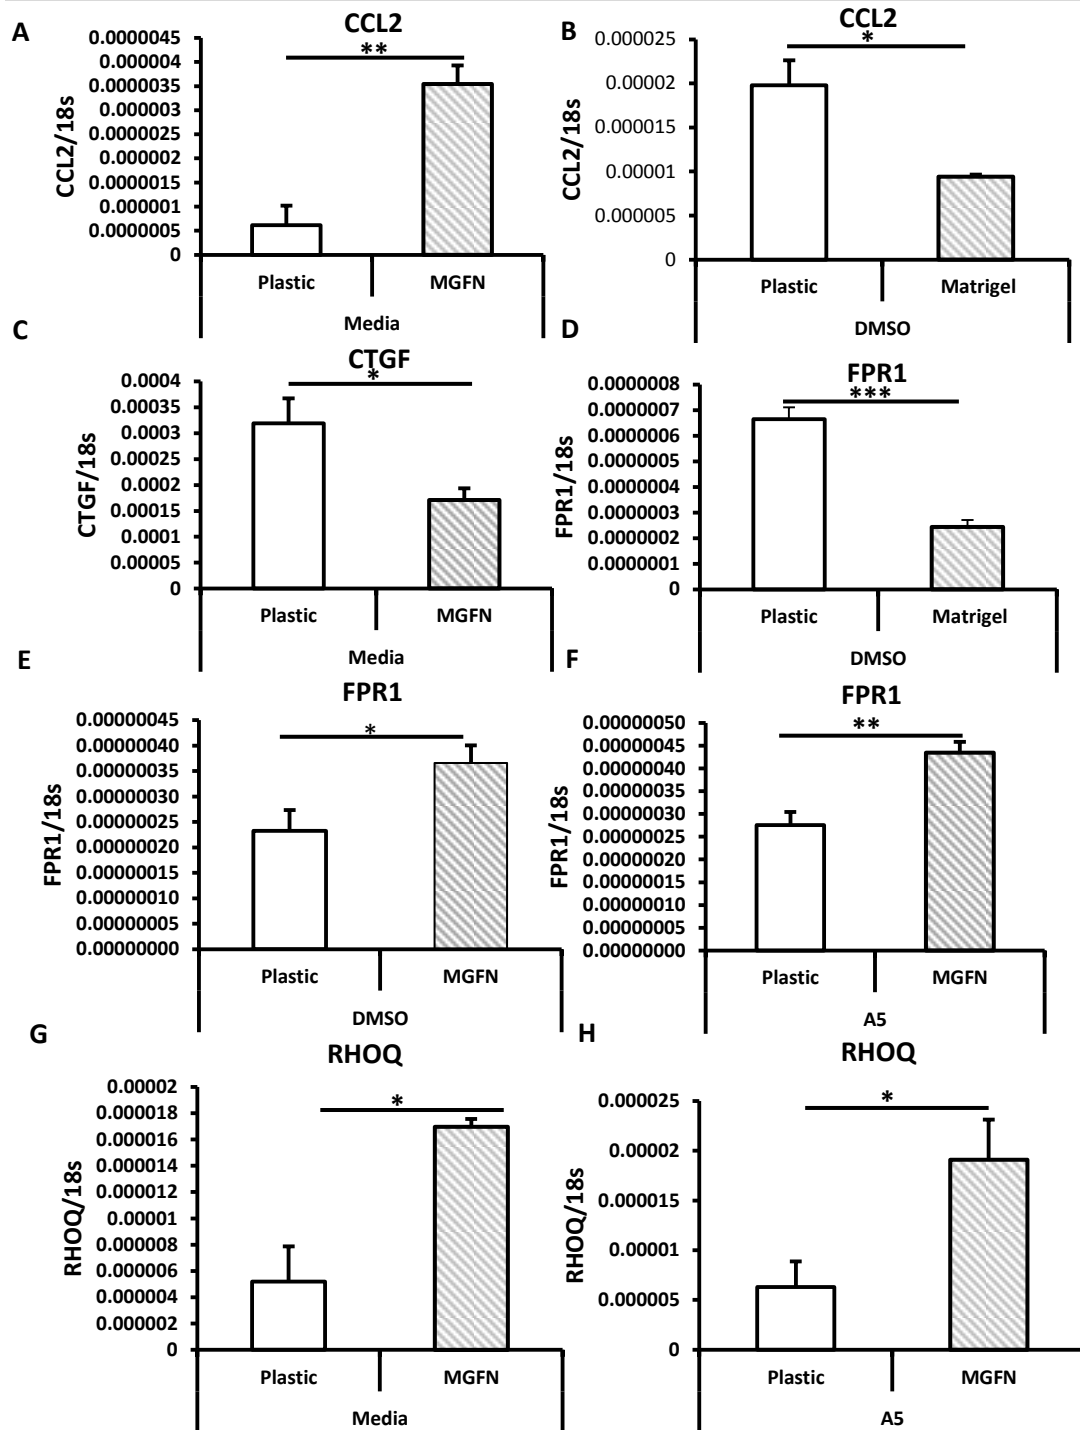 A
CCL2
**
0.0000045
0.000004
0.0000035
0.000003
0.0000025
0.000002
0.0000015
0.000001
0.0000005
0
CCL2/18s
Plastic MGFN
Media
B
CCL2
*
0.000025
0.00002
0.000015
0.00001
0.000005
0
CCL2/18s
Plastic Matrigel
DMSO
C
CTGF
*
0.0004
0.00035
0.0003
0.00025
0.0002
0.00015
0.0001
0.00005
0
CTGF/18s
Plastic MGFN
Media
D
FPR1
***
0.0000008
0.0000007
0.0000006
0.0000005
0.0000004
0.0000003
0.0000002
0.0000001
0
FPR1/18s
Plastic Matrigel
DMSO
E
FPR1
*
0.00000045
0.00000040
0.00000035
0.00000030
0.00000025
0.00000020
0.00000015
0.00000010
0.00000005
0.00000000
FPR1/18s
Plastic MGFN
DMSO
F
FPR1
**
0.00000050
0.00000045
0.00000040
0.00000035
0.00000030
0.00000025
0.00000020
0.00000015
0.00000010
0.00000005
0.00000000
FPR1/18s
Plastic MGFN
A5
G
RHOQ
*
0.00002
0.000018
0.000016
0.000014
0.000012
0.00001
0.000008
0.000006
0.000004
0.000002
0
RHOQ/18s
Plastic MGFN
Media
H
RHOQ
*
0.000025
0.00002
0.000015
0.00001
0.000005
0
RHOQ/18s
Plastic MGFN
A5